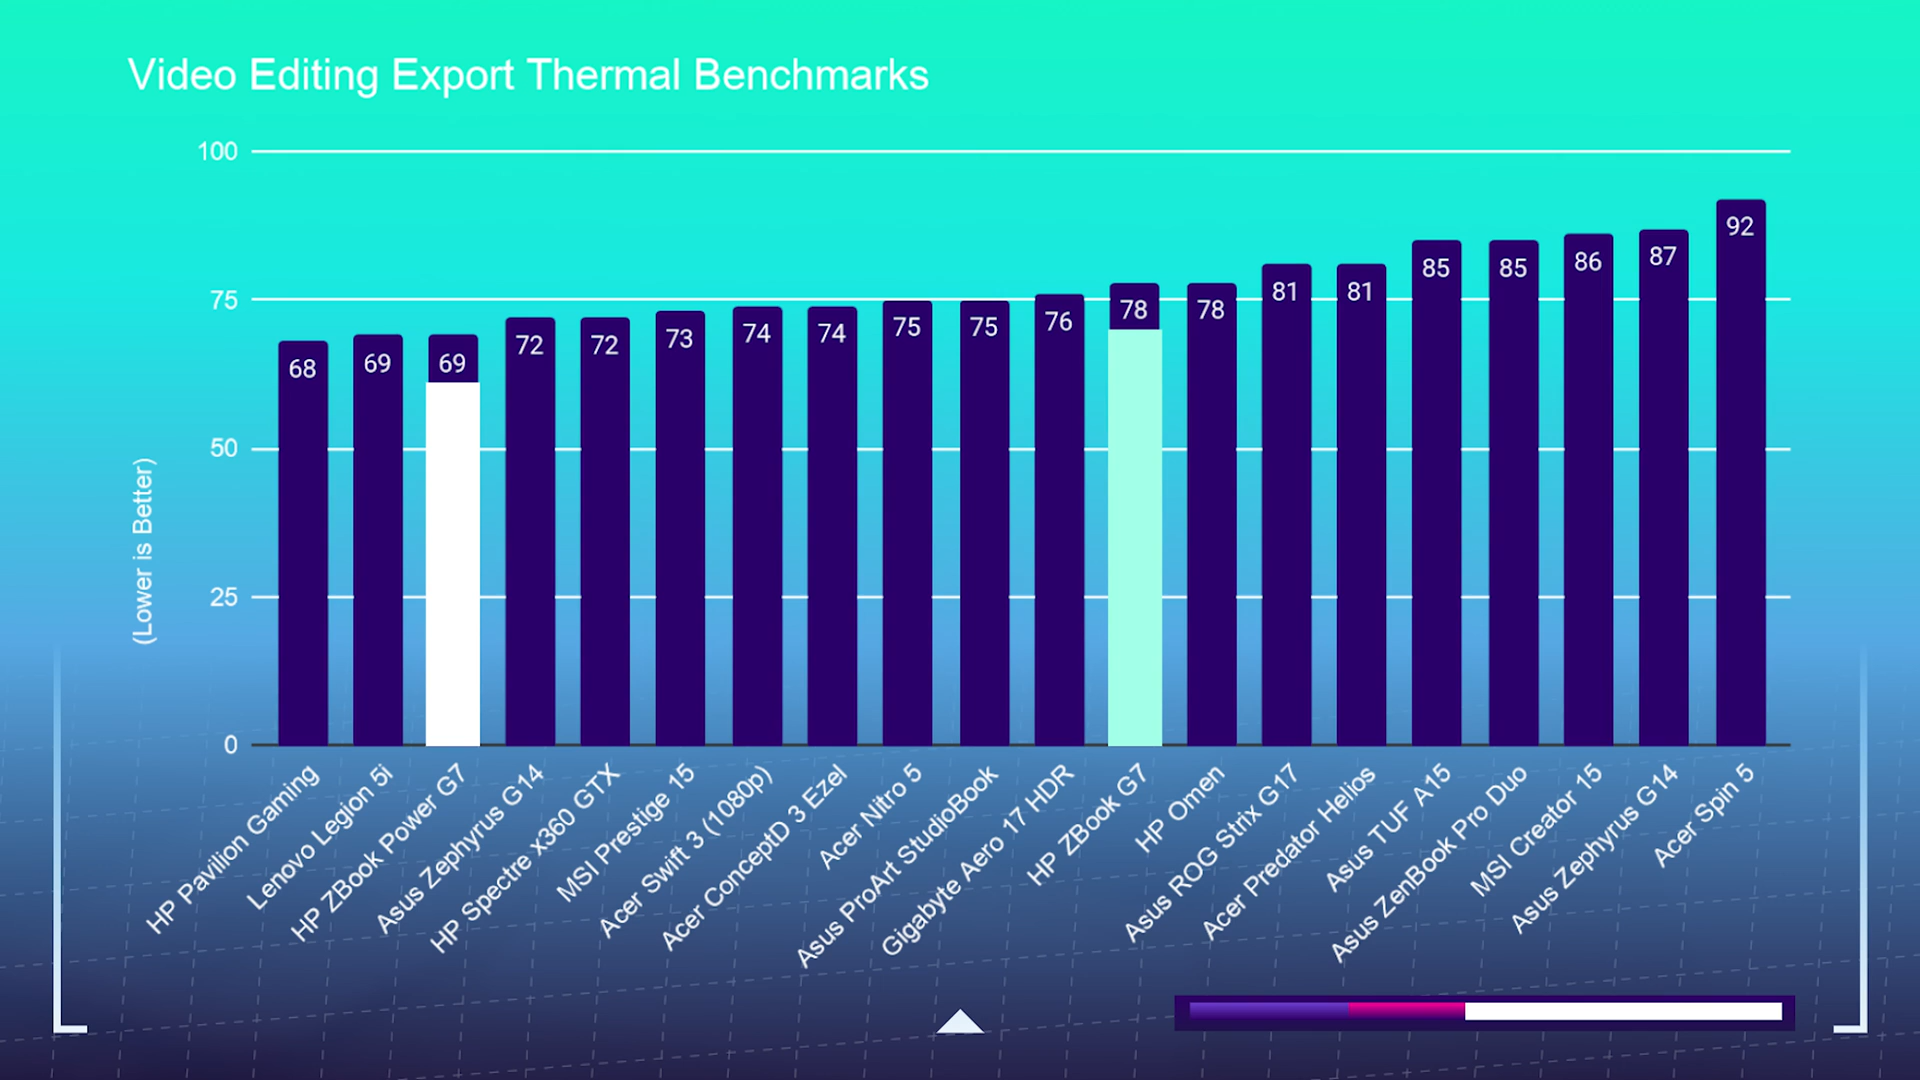 Video Editing Export Thermal Benchmarks
100
75
50
25
0
(Lower is Better)
68
69
69
72
72
73
74
74
75
75
76
78
78
81
81
85
85
86
87
92
HP Pavilion Gaming
Lenovo Legion 5i
HP ZBook Power G7
Asus Zephyrus G14
HP Spectre x360 GTX
MSI Prestige 15
Acer Swift 3 (1080p)
Acer ConceptD 3 Ezel
Acer Nitro 5
Asus ProArt StudioBook
Gigabyte Aero 17 HDR
HP ZBook G7
HP Omen
Asus ROG Strix G17
Acer Predator Helios
Asus TUF A15
Asus ZenBook Pro Duo
MSI Creator 15
Asus Zephyrus G14
Acer Spin 5